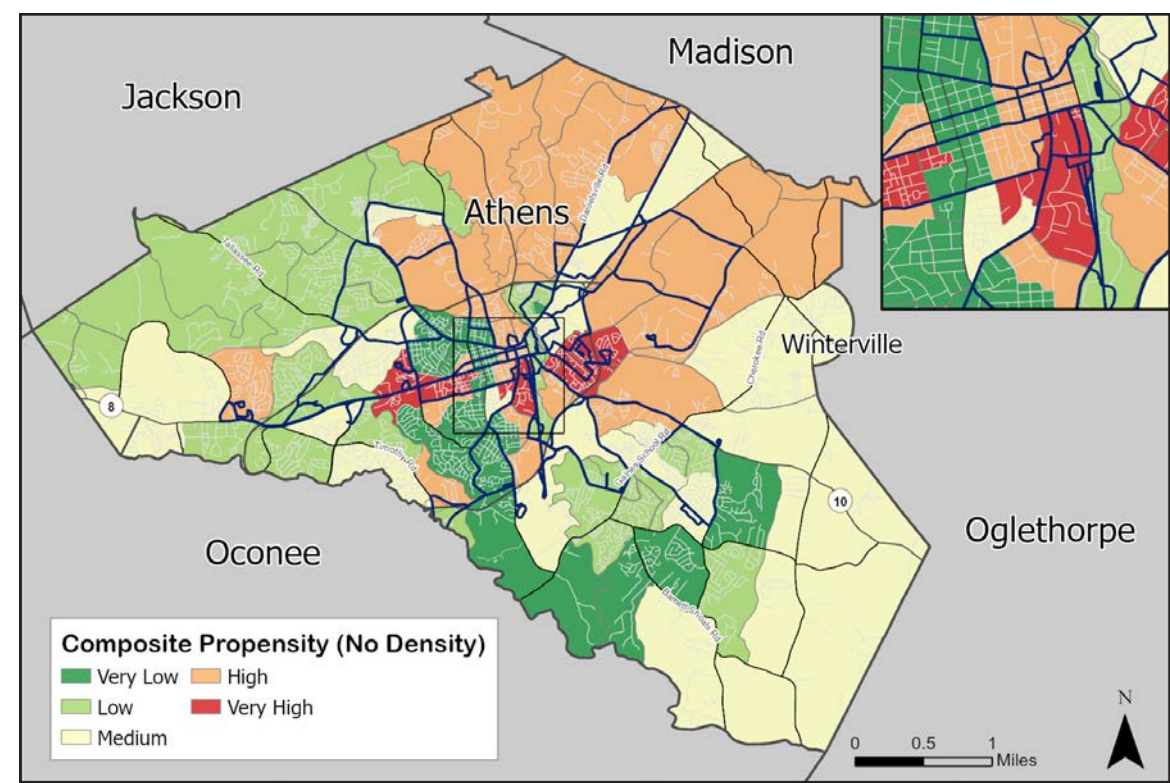 Madison
Jackson
Athens
Danielsville Rd
Tallassee Rd
Winterville
Cherokee Rd
8
Timothy Rd
Gaines School Rd
10
Oconee
Oglethorpe
Barnett Shoals Rd
Composite Propensity (No Density)
Very Low
High
Low
Very High
Medium
N
0 0.5 1
Miles